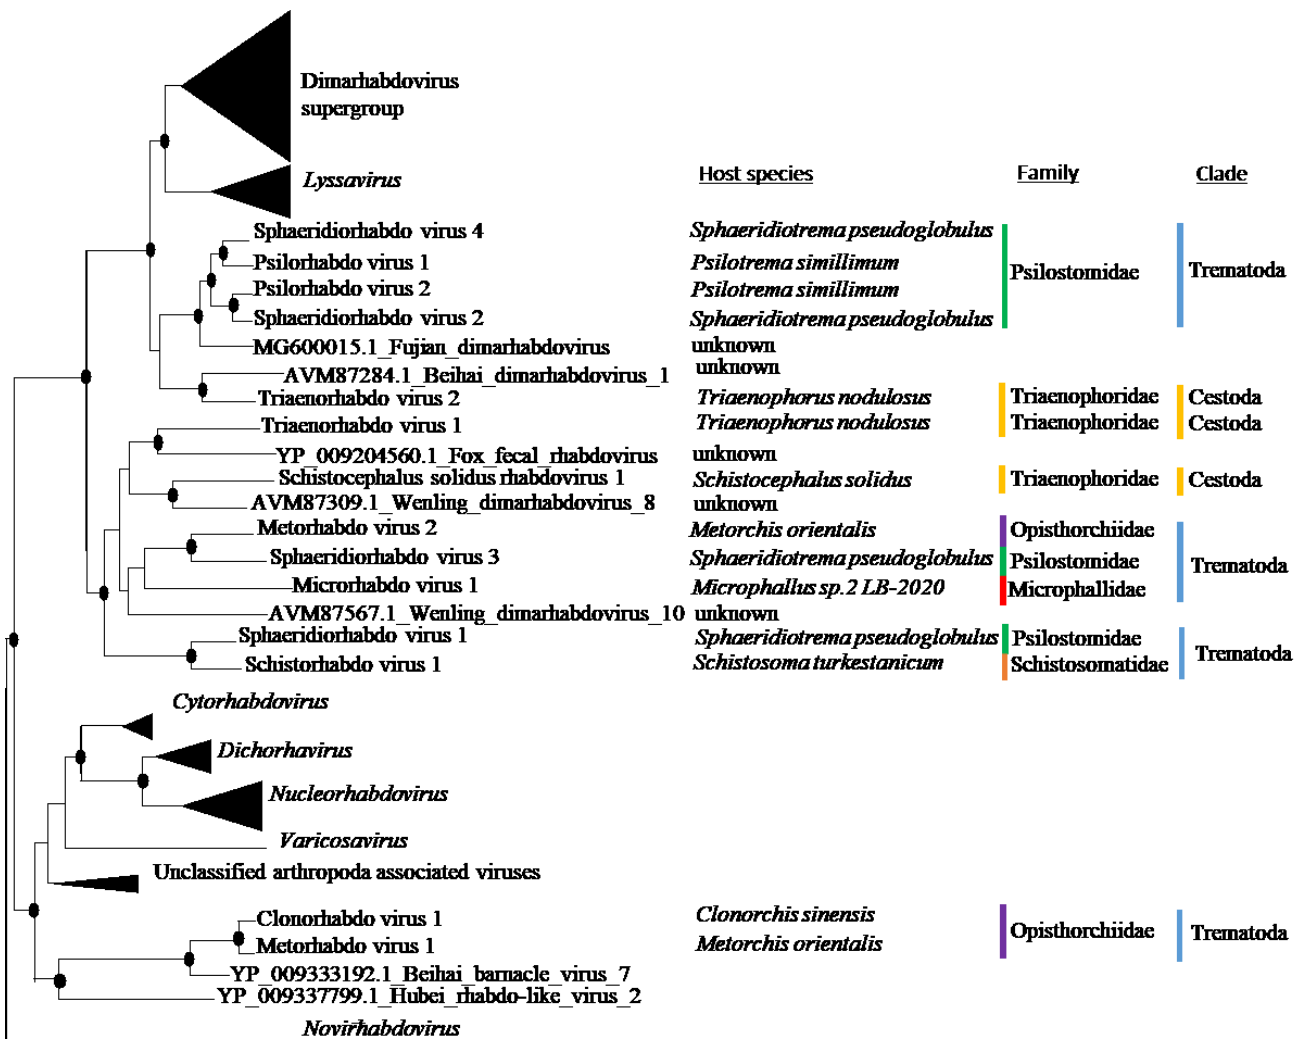 Dimarhabdovirus
supergroup
Host species Family Clade
Lyssavirus
Sphaeridiorhabdo virus 4 Sphaeridiotrema pseudoglobulus
Psilorhabdo virus 1 Psilotrema simillimum
Psilostomidae Trematoda
Psilorhabdo virus 2 Psilotrema simillimum
Sphaeridiorhabdo virus 2 Sphaeridiotrema pseudoglobulus
MG600015.1_Fujian_dimarhabdovirus unknown
AVM87284.1_Beihai_dimarhabdovirus_1 unknown
Triaenorhabdo virus 2 Triaenophorus nodulosus Triaenophoridae Cestoda
Triaenorhabdo virus 1 Triaenophorus nodulosus Triaenophoridae Cestoda
YP_009204560.1_Fox_fecal_rhabdovirus unknown
Schistocephalus solidus rhabdovirus 1 Schistocephalus solidus Triaenophoridae Cestoda
AVM87309.1_Wenling_dimarhabdovirus_8 unknown
Metorhabdo virus 2 Metorchis orientalis Opisthorchiidae
Sphaeridiorhabdo virus 3 Sphaeridiotrema pseudoglobulus Psilostomidae Trematoda
Microrhabdo virus 1 Microphallus sp.2 LB-2020 Microphallidae
AVM87567.1_Wenling_dimarhabdovirus_10 unknown
Sphaeridiorhabdo virus 1 Sphaeridiotrema pseudoglobulus Psilostomidae
Trematoda
Schistorhabdo virus 1 Schistosoma turkestanicum Schistosomatidae
Cytorhabdovirus
Dichorhavirus
Nucleorhabdovirus
Varicosavirus
Unclassified arthropoda associated viruses
Clonorhabdo virus 1 Clonorchis sinensis
Opisthorchiidae Trematoda
Metorhabdo virus 1 Metorchis orientalis
YP_009333192.1_Beihai_barnacle_virus_7
YP_009337799.1_Hubei_rhabdo-like_virus_2
Novirhabdovirus